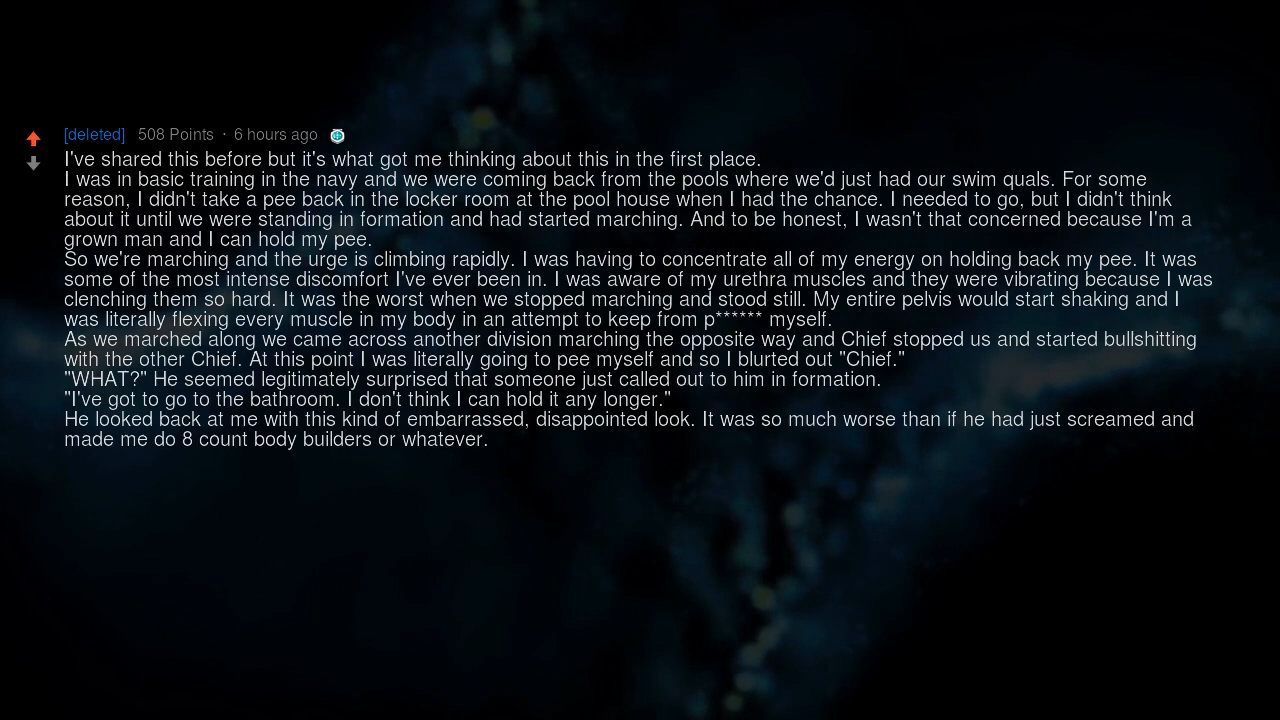 [deleted] 508 Points · 6 hours ago
I've shared this before but it's what got me thinking about this in the first place.
I was in basic training in the navy and we were coming back from the pools where we'd just had our swim quals. For some
reason, I didn't take a pee back in the locker room at the pool house when I had the chance. I needed to go, but I didn't think
about it until we were standing in formation and had started marching. And to be honest, I wasn't that concerned because I'm a
grown man and I can hold my pee.
So we're marching and the urge is climbing rapidly. I was having to concentrate all of my energy on holding back my pee. It was
some of the most intense discomfort I've ever been in. I was aware of my urethra muscles and they were vibrating because I was
clenching them so hard. It was the worst when we stopped marching and stood still. My entire pelvis would start shaking and I
was literally flexing every muscle in my body in an attempt to keep from p****** myself.
As we marched along we came across another division marching the opposite way and Chief stopped us and started bullshitting
with the other Chief. At this point I was literally going to pee myself and so I blurted out "Chief."
"WHAT?" He seemed legitimately surprised that someone just called out to him in formation.
"I've got to go to the bathroom. I don't think I can hold it any longer."
He looked back at me with this kind of embarrassed, disappointed look. It was so much worse than if he had just screamed and
made me do 8 count body builders or whatever.